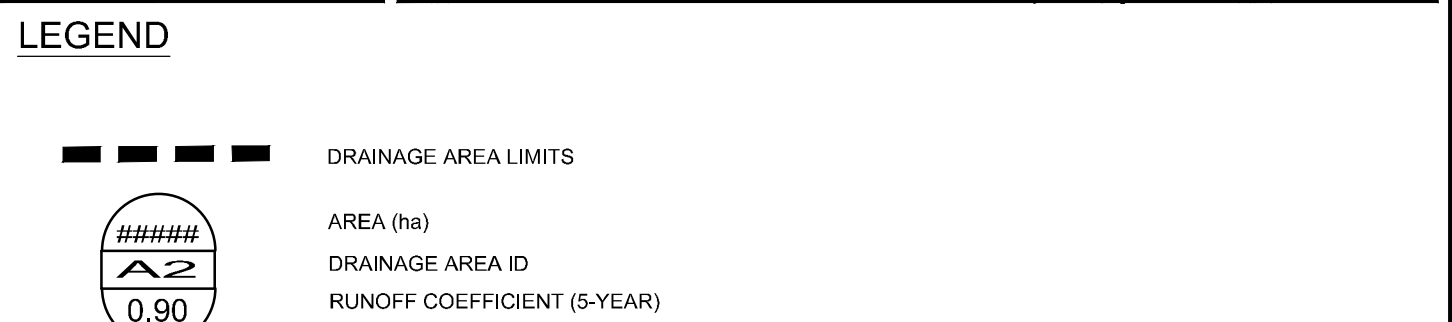 LEGEND
DRAINAGE AREA LIMITS
##### AREA (ha)
A2 DRAINAGE AREA ID
0.90 RUNOFF COEFFICIENT (5-YEAR)